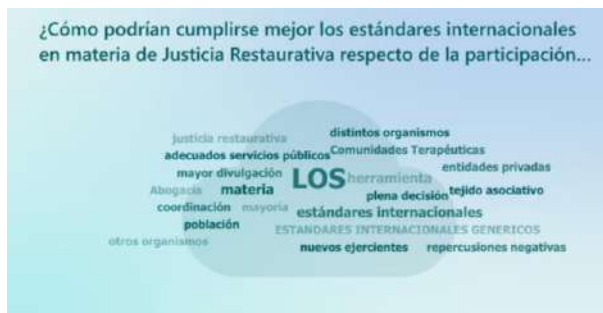 ¿Cómo podrían cumplirse mejor los estándares internacionales
en materia de Justicia Restaurativa respecto de la participación...
justicia restaurativa
distintos organismos
adecuados servicios públicos
Comunidades Terapéuticas
mayor divulgación
LOS
herramienta
entidades privadas
Abogacía
materia
plena decisión
tejido asociativo
coordinación
mayoria
estándares internacionales
población
ESTANDARES INTERNACIONALES GENERICOS
otros organismos
nuevos ejercientes
repercusiones negativas